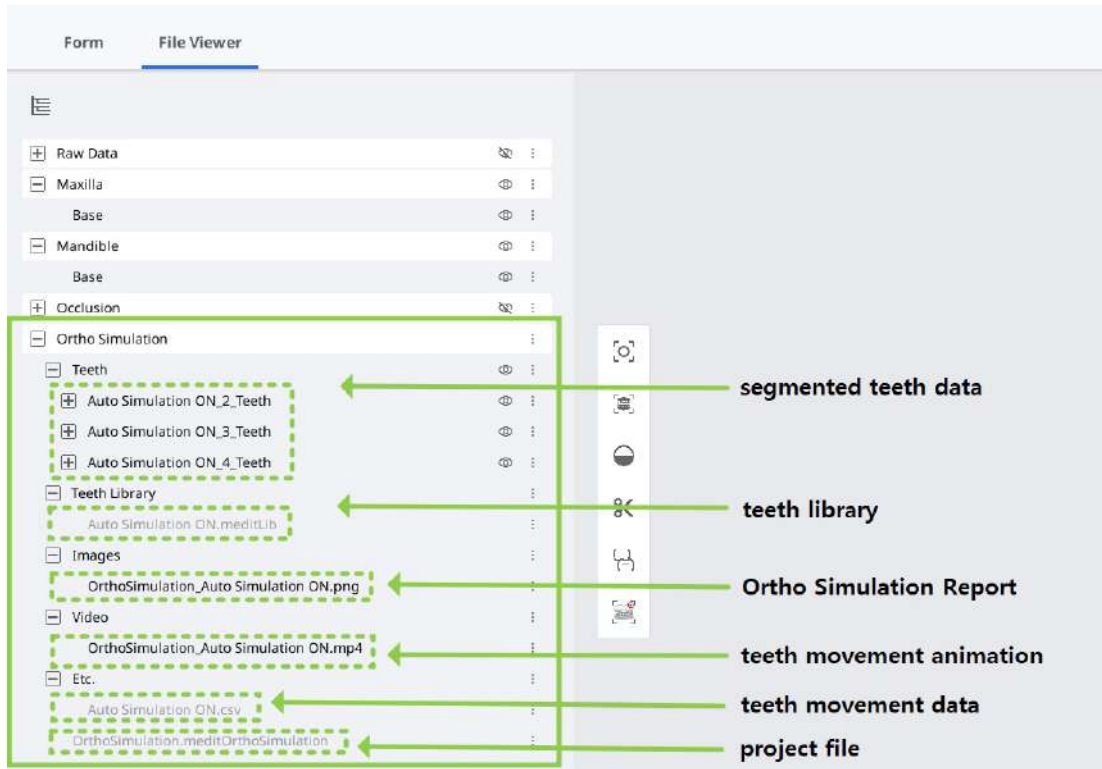 Form File Viewer
Raw Data
Maxilla
Base
Mandible
Base
Occlusion
Ortho Simulation
Teeth
segmented teeth data
Auto Simulation ON_2_Teeth
Auto Simulation ON_3_Teeth
Auto Simulation ON_4_Teeth
Teeth Library
teeth library
Auto Simulation ON.meditLib
Images
OrthoSimulation_Auto Simulation ON.png
Ortho Simulation Report
Video
OrthoSimulation_Auto Simulation ON.mp4
teeth movement animation
Etc.
Auto Simulation ON.csv
teeth movement data
OrthoSimulation.meditOrthoSimulation
project file